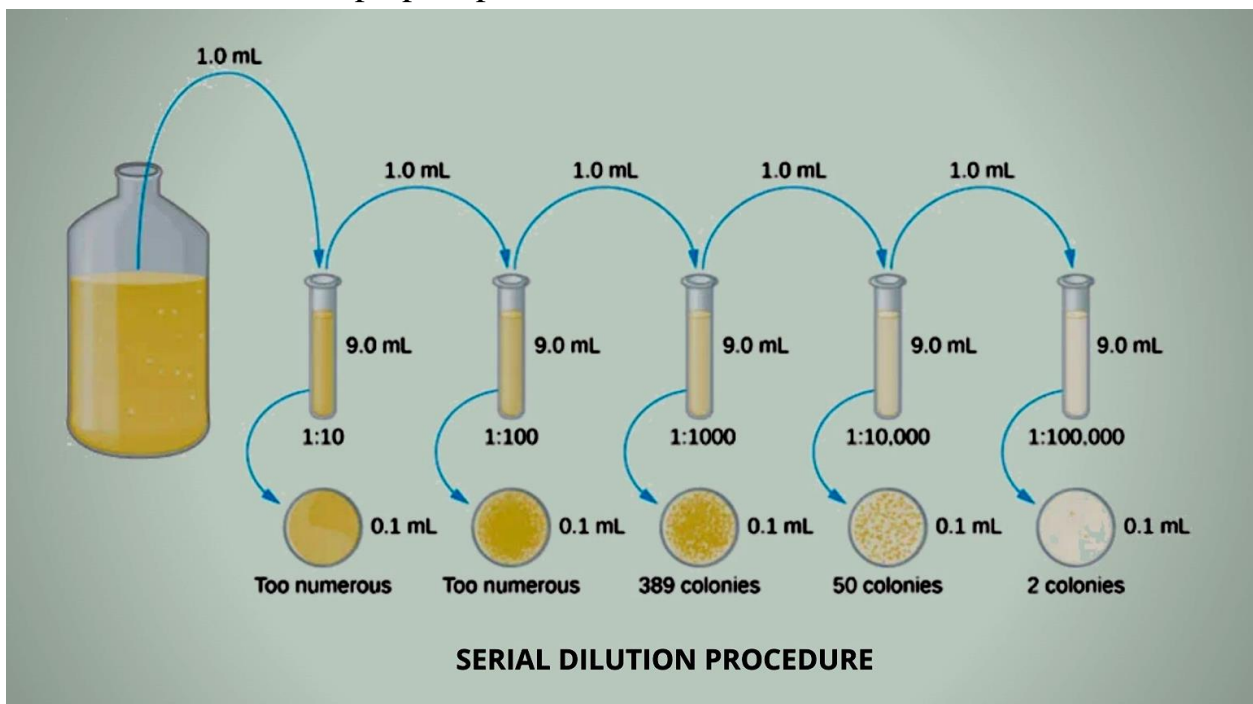 1.0 mL
1.0 mL 1.0 mL 1.0 mL 1.0 mL
9.0 mL 9.0 mL 9.0 mL 9.0 mL 9.0 mL
1:10 1:100 1:1000 1:10,000 1:100,000
0.1 mL 0.1 mL 0.1 mL 0.1 mL 0.1 mL
Too numerous Too numerous 389 colonies 50 colonies 2 colonies
SERIAL DILUTION PROCEDURE